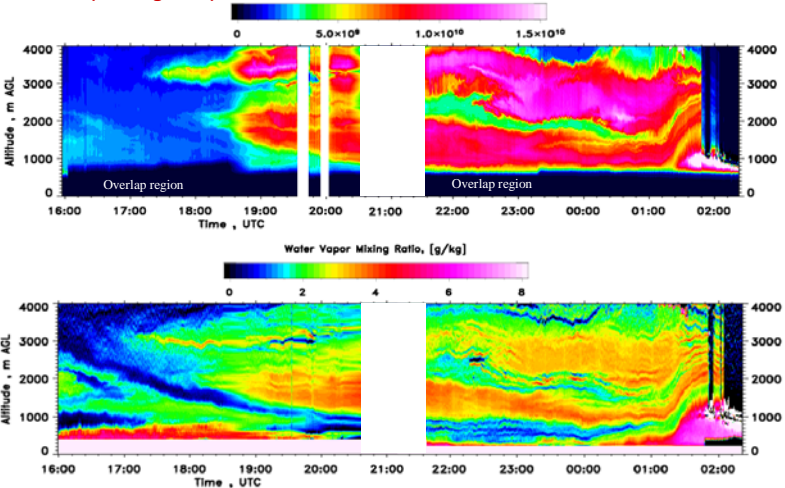 0 5.0×10⁹ 1.0×10¹⁰ 1.5×10¹⁰
4000 4000
3000 3000
2000 2000
1000 1000
0 0
Altitude , m AGL
Overlap region Overlap region
16:00 17:00 18:00 19:00 20:00 21:00 22:00 23:00 00:00 01:00 02:00
Time , UTC
Water Vapor Mixing Ratio, [g/kg]
0 2 4 6 8
4000 4000
3000 3000
2000 2000
1000 1000
0 0
Altitude , m AGL
16:00 17:00 18:00 19:00 20:00 21:00 22:00 23:00 00:00 01:00 02:00
Time , UTC